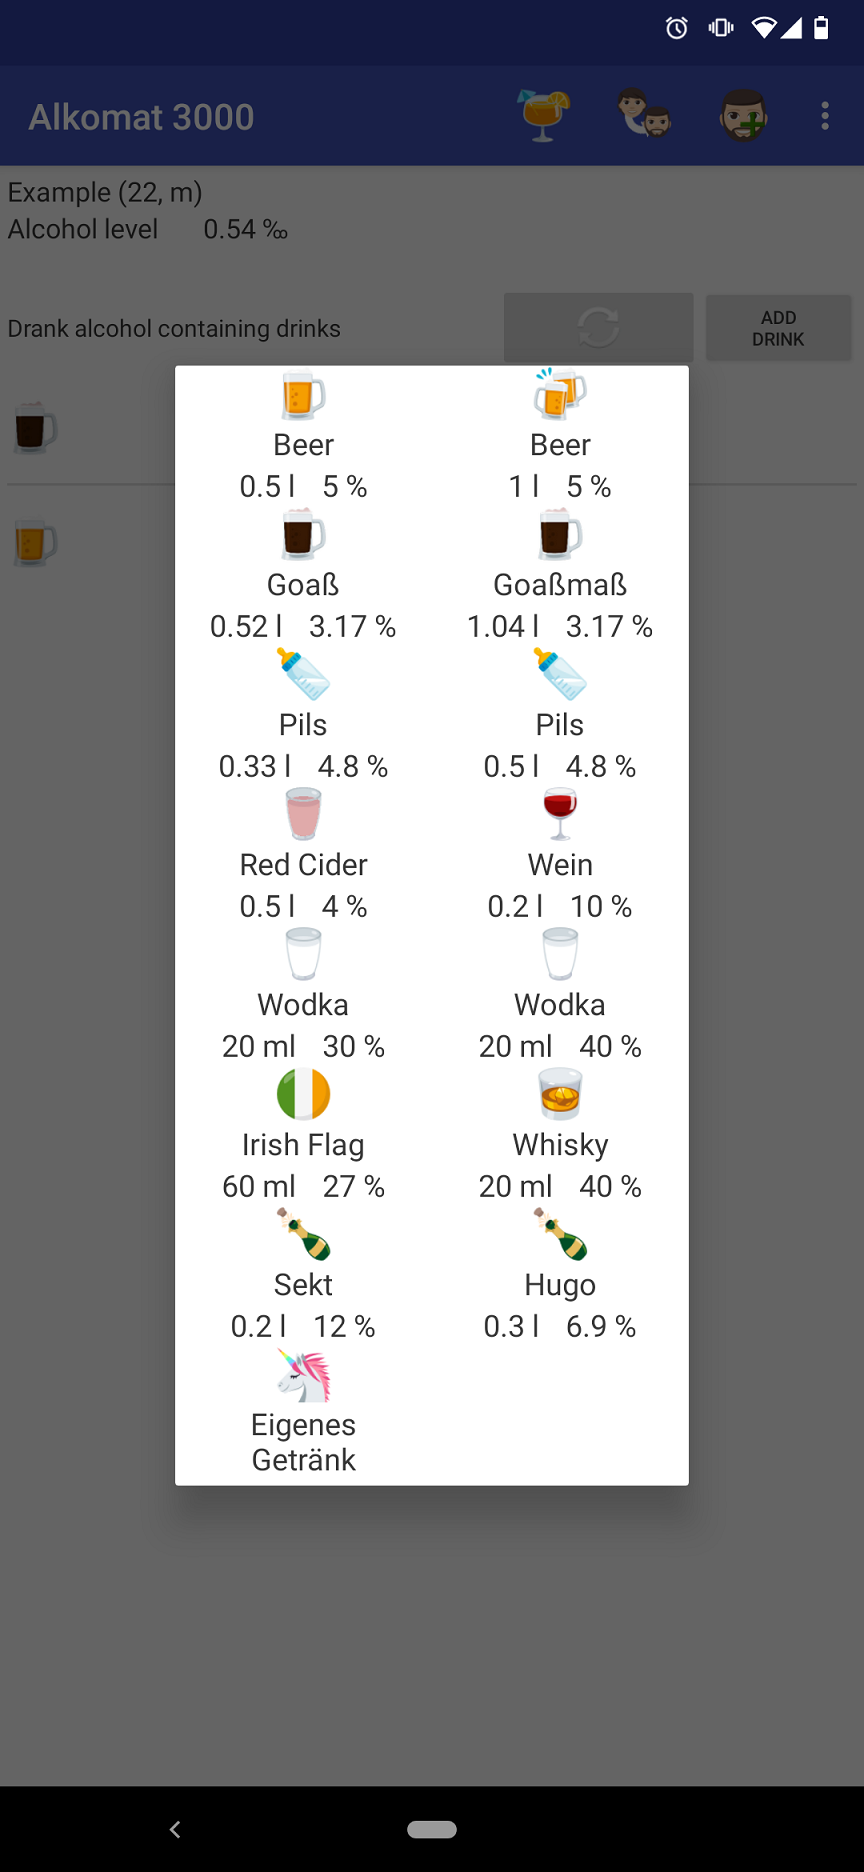 Alkomat 3000
Example (22, m)
Alcohol level 0.54 ‰
Drank alcohol containing drinks
ADD
DRINK
Beer Beer
0.5 l 5 % 1 l 5 %
Goaß Goaßmaß
0.52 l 3.17 % 1.04 l 3.17 %
Pils Pils
0.33 l 4.8 % 0.5 l 4.8 %
Red Cider Wein
0.5 l 4 % 0.2 l 10 %
Wodka Wodka
20 ml 30 % 20 ml 40 %
Irish Flag Whisky
60 ml 27 % 20 ml 40 %
Sekt Hugo
0.2 l 12 % 0.3 l 6.9 %
Eigenes
Getränk